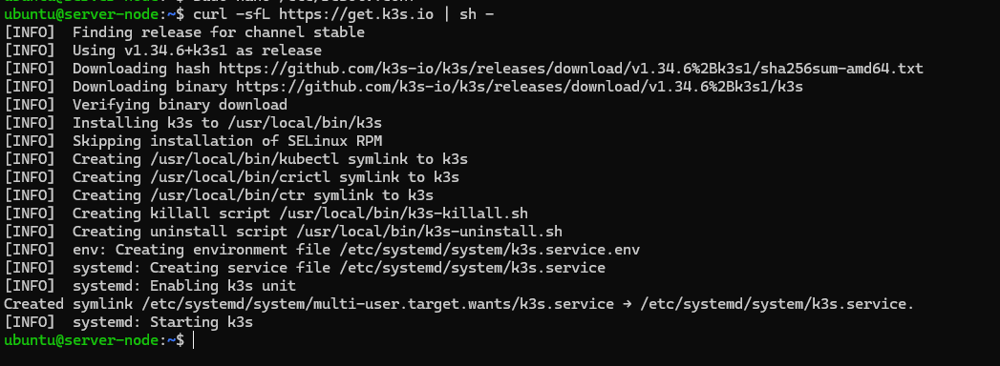 ubuntu@server-node:~$ curl -sfL https://get.k3s.io | sh -
[INFO]  Finding release for channel stable
[INFO]  Using v1.34.6+k3s1 as release
[INFO]  Downloading hash https://github.com/k3s-io/k3s/releases/download/v1.34.6%2Bk3s1/sha256sum-amd64.txt
[INFO]  Downloading binary https://github.com/k3s-io/k3s/releases/download/v1.34.6%2Bk3s1/k3s
[INFO]  Verifying binary download
[INFO]  Installing k3s to /usr/local/bin/k3s
[INFO]  Skipping installation of SELinux RPM
[INFO]  Creating /usr/local/bin/kubectl symlink to k3s
[INFO]  Creating /usr/local/bin/crictl symlink to k3s
[INFO]  Creating /usr/local/bin/ctr symlink to k3s
[INFO]  Creating killall script /usr/local/bin/k3s-killall.sh
[INFO]  Creating uninstall script /usr/local/bin/k3s-uninstall.sh
[INFO]  env: Creating environment file /etc/systemd/system/k3s.service.env
[INFO]  systemd: Creating service file /etc/systemd/system/k3s.service
[INFO]  systemd: Enabling k3s unit
Created symlink /etc/systemd/system/multi-user.target.wants/k3s.service → /etc/systemd/system/k3s.service.
[INFO]  systemd: Starting k3s
ubuntu@server-node:~$